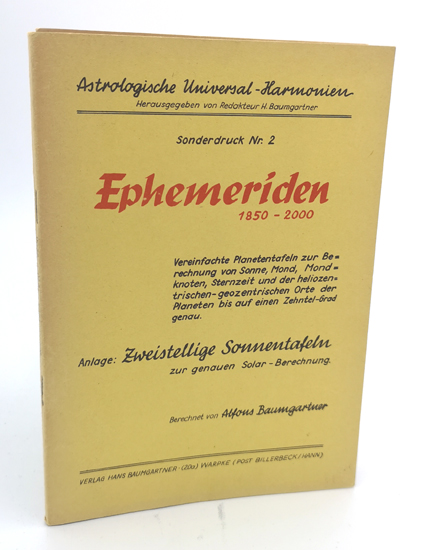 Astrologische Universal-Harmonien
Herausgegeben von Redakteur H. Baumgartner
Sonderdruck Nr. 2
Ephemeriden
1850 - 2000
Vereinfachte Planetentafeln zur Be=
rechnung von Sonne, Mond, Mond=
knoten, Sternzeit und der heliozen=
trischen-geozentrischen Orte der
Planeten bis auf einen Zehntel-Grad
genau.
Anlage: Zweistellige Sonnentafeln
zur genauen Solar-Berechnung.
Berechnet von Alfons Baumgartner
VERLAG HANS BAUMGARTNER (20a) WARPKE (POST BILLERBECK/HANN.)